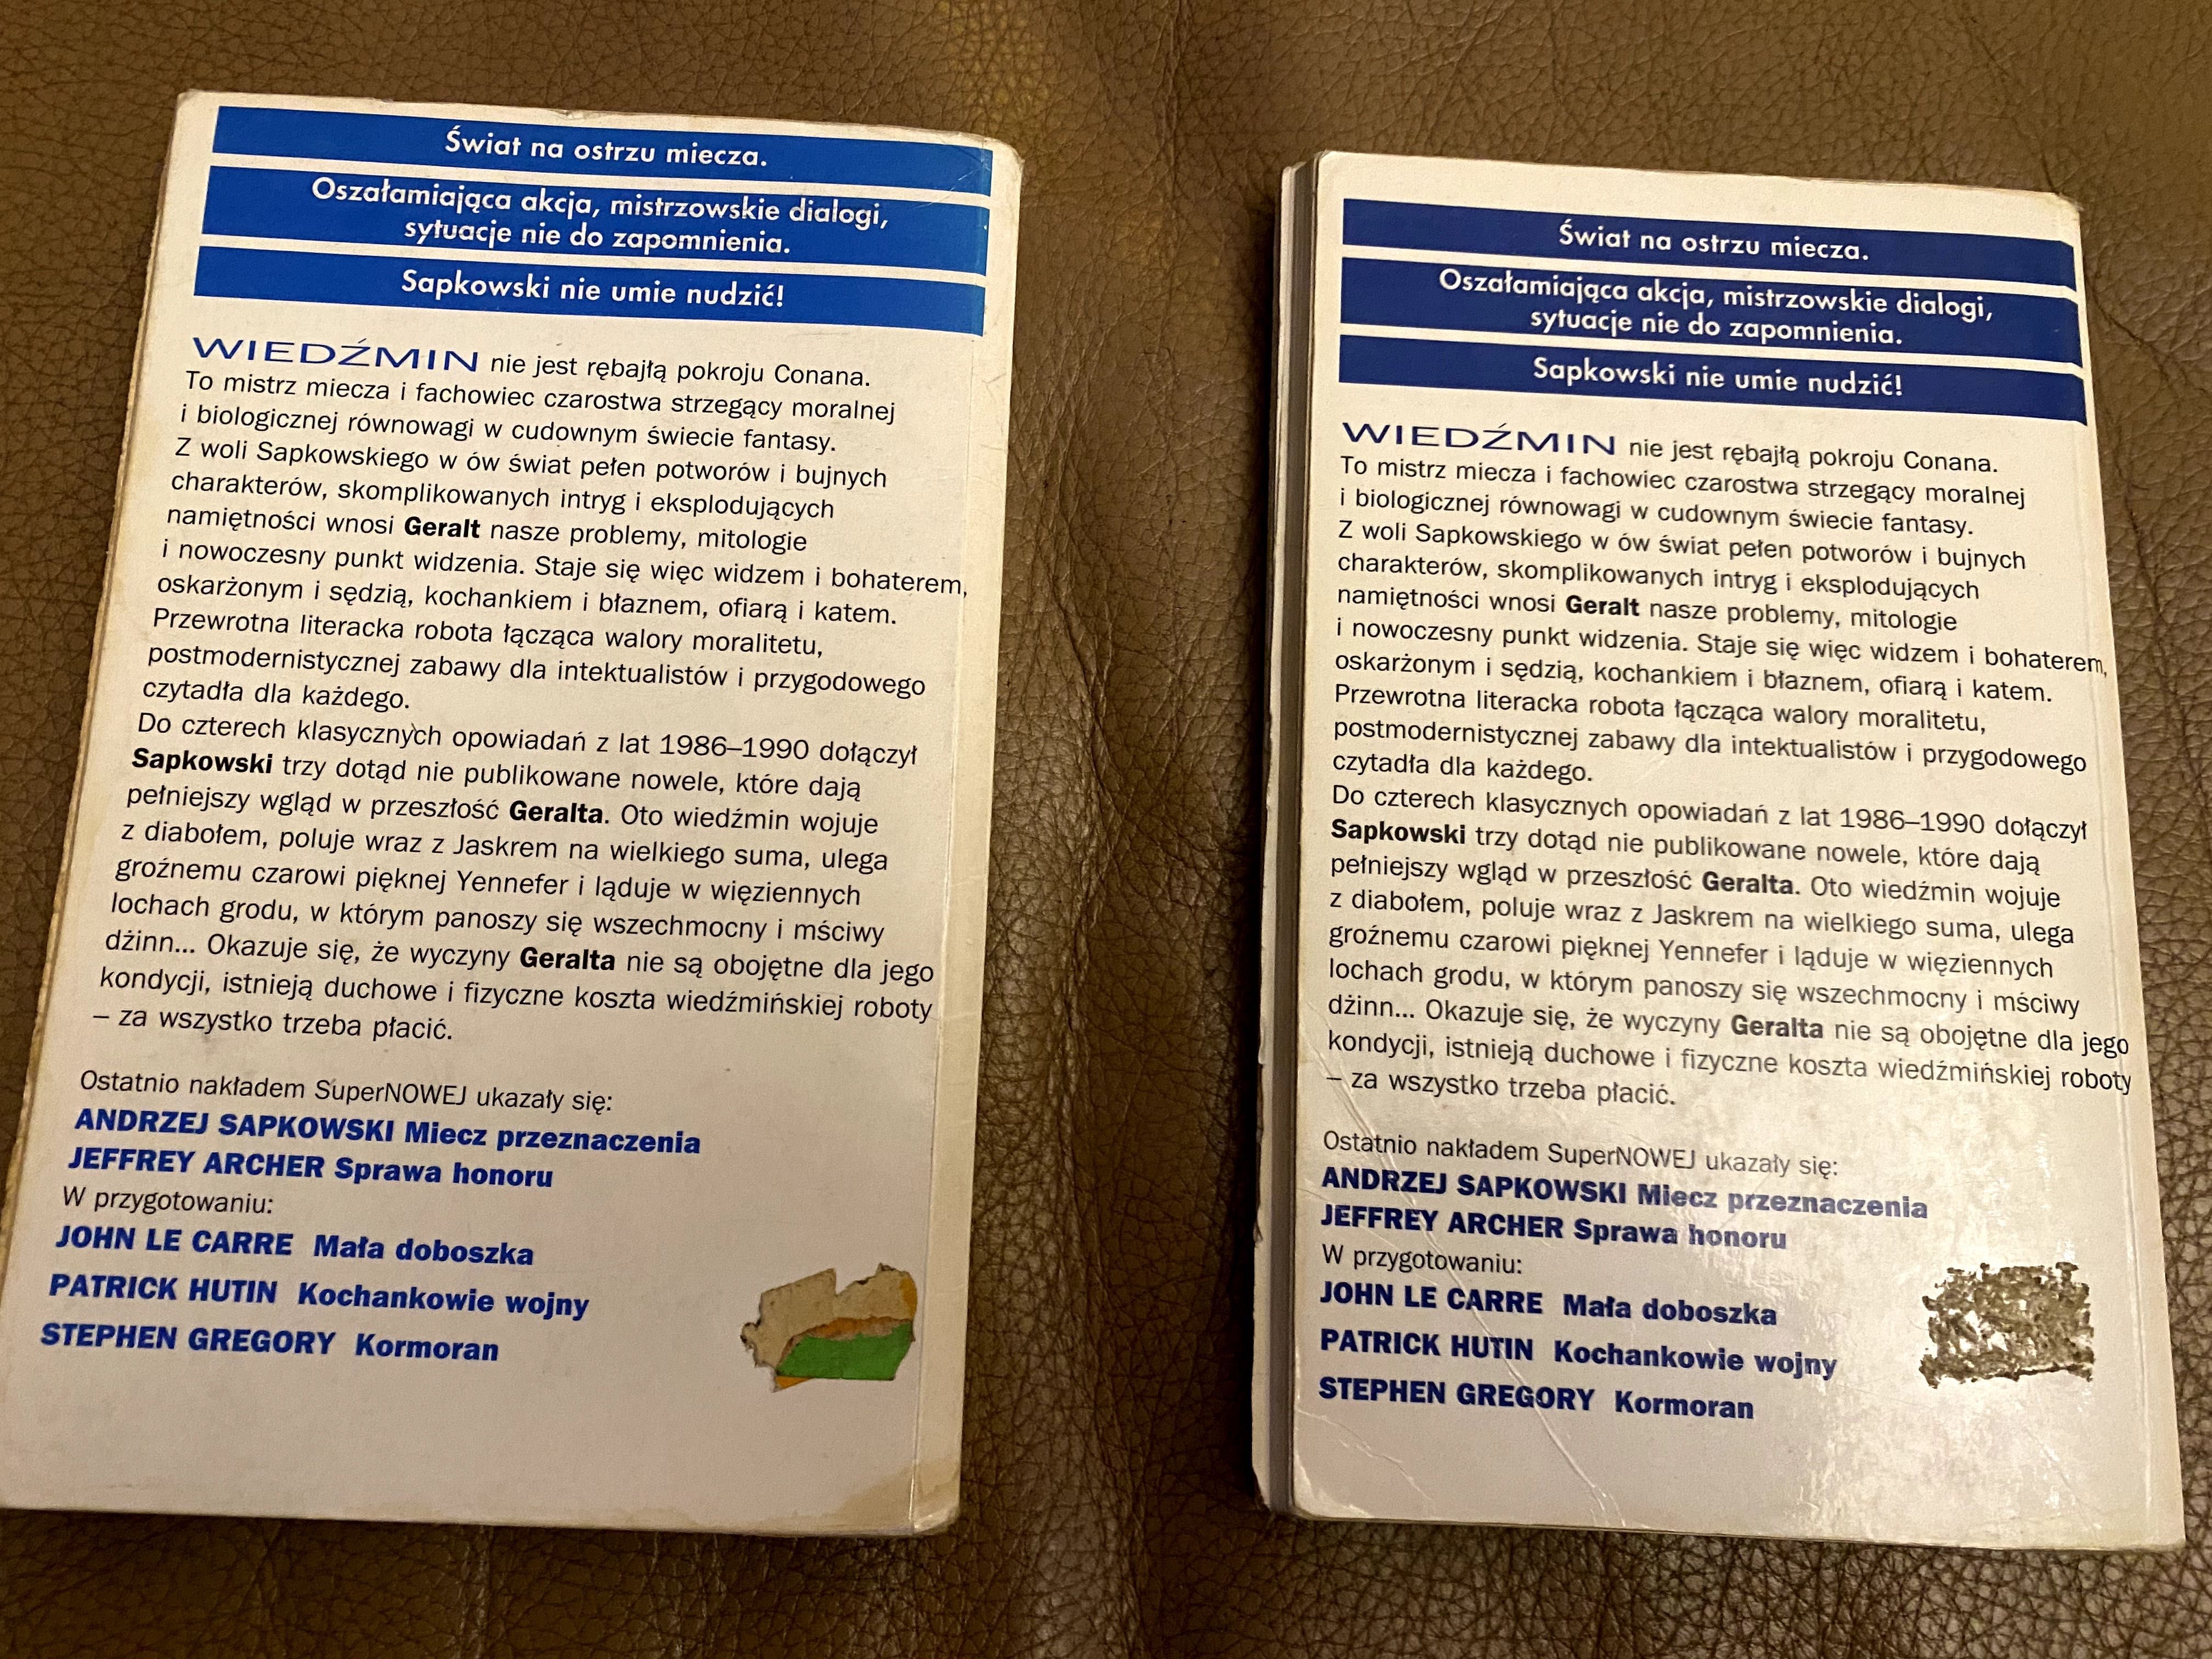 Świat na ostrzu miecza.
Oszałamiająca akcja, mistrzowskie dialogi,
sytuacje nie do zapomnienia.
Sapkowski nie umie nudzić!
WIEDŹMIN nie jest rębajłą pokroju Conana.
To mistrz miecza i fachowiec czarostwa strzegący moralnej
i biologicznej równowagi w cudownym świecie fantasy.
Z woli Sapkowskiego w ów świat pełen potworów i bujnych
charakterów, skomplikowanych intryg i eksplodujących
namiętności wnosi Geralt nasze problemy, mitologie
i nowoczesny punkt widzenia. Staje się więc widzem i bohaterem,
oskarżonym i sędzią, kochankiem i błaznem, ofiarą i katem.
Przewrotna literacka robota łącząca walory moralitetu,
postmodernistycznej zabawy dla intektualistów i przygodowego
czytadła dla każdego.
Do czterech klasycznych opowiadań z lat 1986–1990 dołączył
Sapkowski trzy dotąd nie publikowane nowele, które dają
pełniejszy wgląd w przeszłość Geralta. Oto wiedźmin wojuje
z diabołem, poluje wraz z Jaskrem na wielkiego suma, ulega
groźnemu czarowi pięknej Yennefer i ląduje w więziennych
lochach grodu, w którym panoszy się wszechmocny i mściwy
dżinn... Okazuje się, że wyczyny Geralta nie są obojętne dla jego
kondycji, istnieją duchowe i fizyczne koszta wiedźmińskiej roboty
– za wszystko trzeba płacić.
Ostatnio nakładem SuperNOWEJ ukazały się:
ANDRZEJ SAPKOWSKI Miecz przeznaczenia
JEFFREY ARCHER Sprawa honoru
W przygotowaniu:
JOHN LE CARRE Mała doboszka
PATRICK HUTIN Kochankowie wojny
STEPHEN GREGORY Kormoran
Świat na ostrzu miecza.
Oszałamiająca akcja, mistrzowskie dialogi,
sytuacje nie do zapomnienia.
Sapkowski nie umie nudzić!
WIEDŹMIN nie jest rębajłą pokroju Conana.
To mistrz miecza i fachowiec czarostwa strzegący moralnej
i biologicznej równowagi w cudownym świecie fantasy.
Z woli Sapkowskiego w ów świat pełen potworów i bujnych
charakterów, skomplikowanych intryg i eksplodujących
namiętności wnosi Geralt nasze problemy, mitologie
i nowoczesny punkt widzenia. Staje się więc widzem i bohaterem,
oskarżonym i sędzią, kochankiem i błaznem, ofiarą i katem.
Przewrotna literacka robota łącząca walory moralitetu,
postmodernistycznej zabawy dla intektualistów i przygodowego
czytadła dla każdego.
Do czterech klasycznych opowiadań z lat 1986–1990 dołączył
Sapkowski trzy dotąd nie publikowane nowele, które dają
pełniejszy wgląd w przeszłość Geralta. Oto wiedźmin wojuje
z diabołem, poluje wraz z Jaskrem na wielkiego suma, ulega
groźnemu czarowi pięknej Yennefer i ląduje w więziennych
lochach grodu, w którym panoszy się wszechmocny i mściwy
dżinn... Okazuje się, że wyczyny Geralta nie są obojętne dla jego
kondycji, istnieją duchowe i fizyczne koszta wiedźmińskiej roboty
– za wszystko trzeba płacić.
Ostatnio nakładem SuperNOWEJ ukazały się:
ANDRZEJ SAPKOWSKI Miecz przeznaczenia
JEFFREY ARCHER Sprawa honoru
W przygotowaniu:
JOHN LE CARRE Mała doboszka
PATRICK HUTIN Kochankowie wojny
STEPHEN GREGORY Kormoran